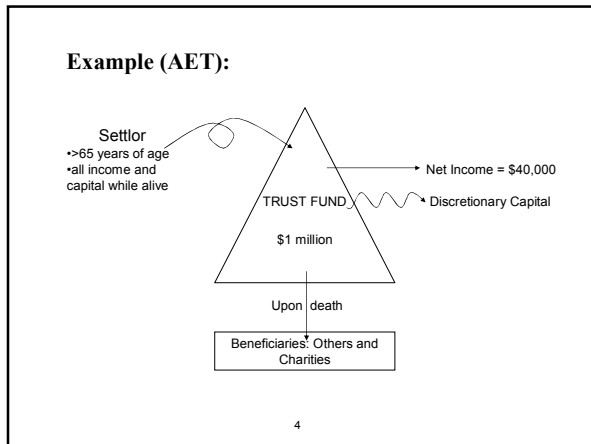 Example (AET):
Settlor
•>65 years of age
•all income and
capital while alive
Net Income = $40,000
TRUST FUND
Discretionary Capital
$1 million
Upon death
Beneficiaries: Others and
Charities
4